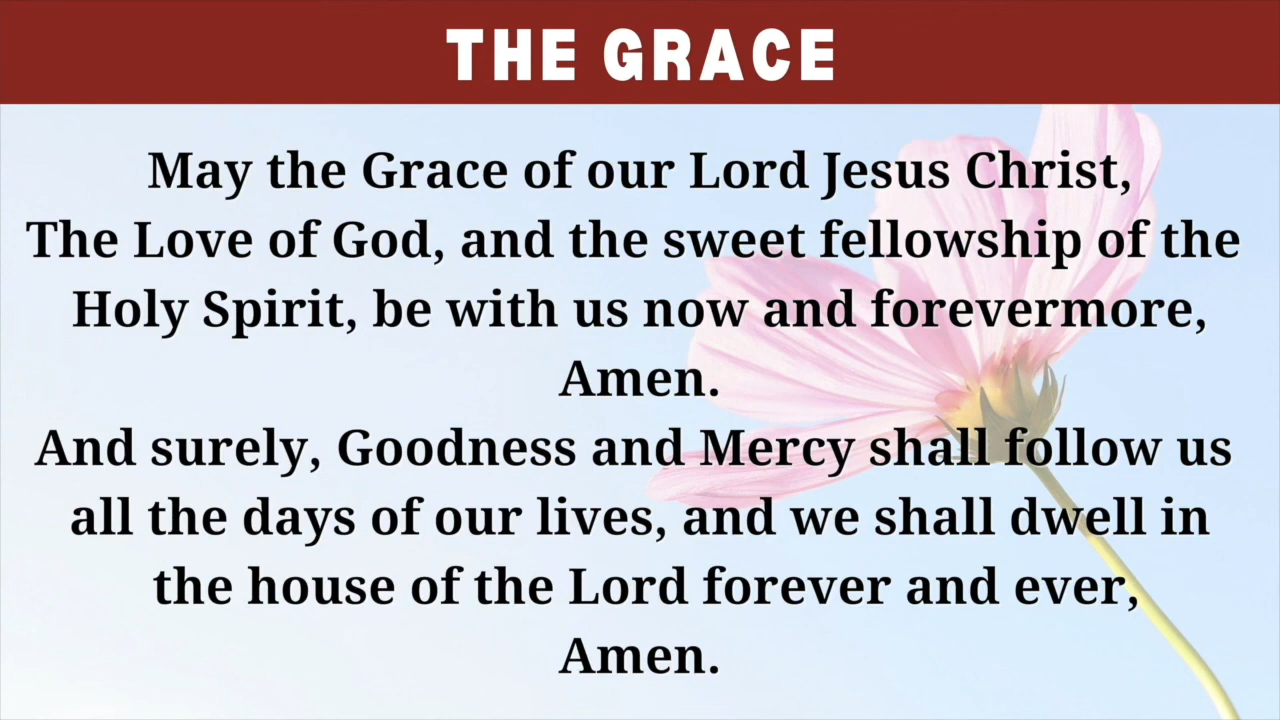 THE GRACE
May the Grace of our Lord Jesus Christ,
The Love of God, and the sweet fellowship of the
Holy Spirit, be with us now and forevermore,
Amen.
And surely, Goodness and Mercy shall follow us
all the days of our lives, and we shall dwell in
the house of the Lord forever and ever,
Amen.